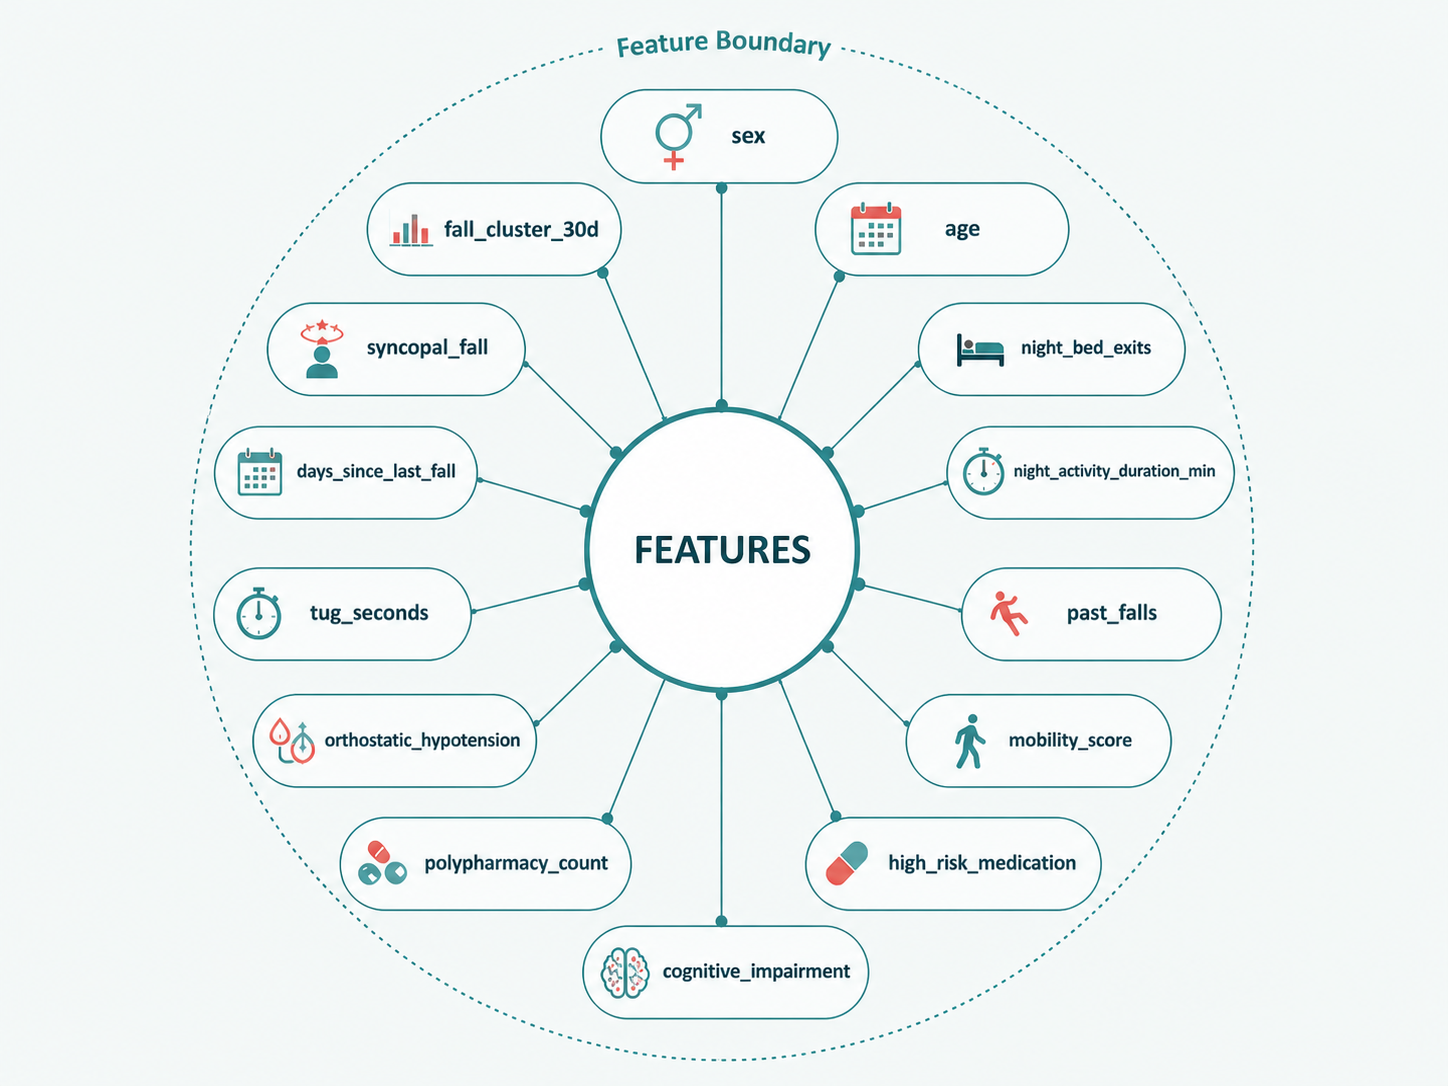 Feature Boundary
sex
fall_cluster_30d
age
syncopal_fall
night_bed_exits
days_since_last_fall
night_activity_duration_min
FEATURES
tug_seconds
past_falls
orthostatic_hypotension
mobility_score
polypharmacy_count
high_risk_medication
cognitive_impairment